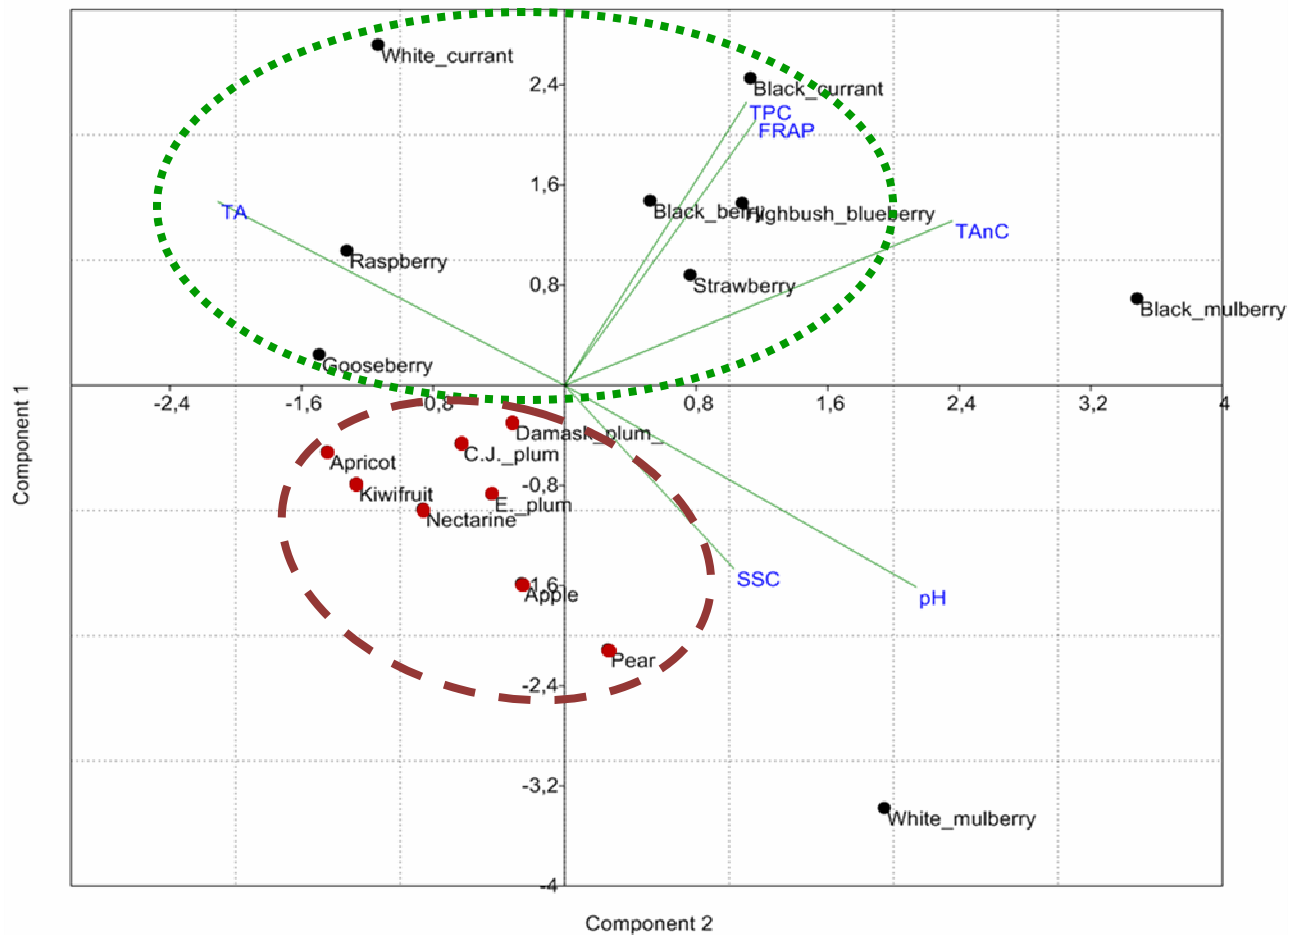 White_currant
2,4
Black_currant
TPC
FRAP
1,6
TA
Black_berry
Highbush_blueberry
TAnC
Raspberry
0,8
Strawberry
Black_mulberry
Gooseberry
-2,4
-1,6
-0,8
0,8
1,6
2,4
3,2
4
Component 1
Damask_plum_
C.J._plum
Apricot
-0,8
Kiwifruit
E._plum
Nectarine
SSC
-1,6
Apple
pH
Pear
-2,4
-3,2
White_mulberry
-4
Component 2